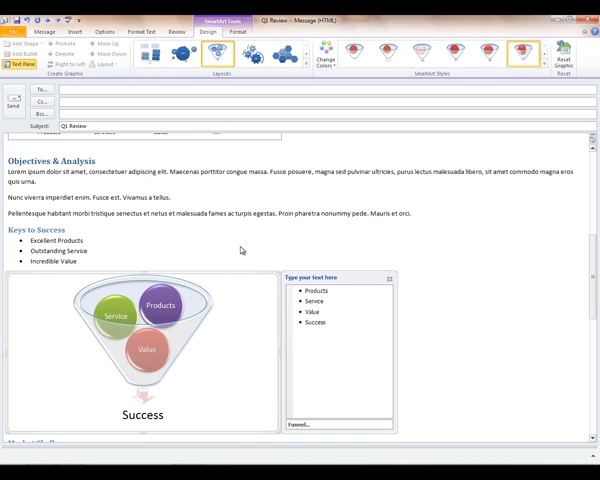 SmartArt Tools
Q1 Review - Message (HTML)
File Message Insert Options Format Text Review Design Format
Add Shape Promote Move Up
Add Bullet Demote Move Down
Text Pane Right to Left Layout
Create Graphic
Layouts
Change Colors
SmartArt Styles
Reset Graphic
Reset
Send
To...
Cc...
Bcc...
Subject: Q1 Review
Objectives & Analysis
Lorem ipsum dolor sit amet, consectetuer adipiscing elit. Maecenas porttitor congue massa. Fusce posuere, magna sed pulvinar ultricies, purus lectus malesuada libero, sit amet commodo magna eros
quis urna.
Nunc viverra imperdiet enim. Fusce est. Vivamus a tellus.
Pellentesque habitant morbi tristique senectus et netus et malesuada fames ac turpis egestas. Proin pharetra nonummy pede. Mauris et orci.
Keys to Success
Excellent Products
Outstanding Service
Incredible Value
Service
Products
Value
Success
Type your text here
Products
Service
Value
Success
Funnel...